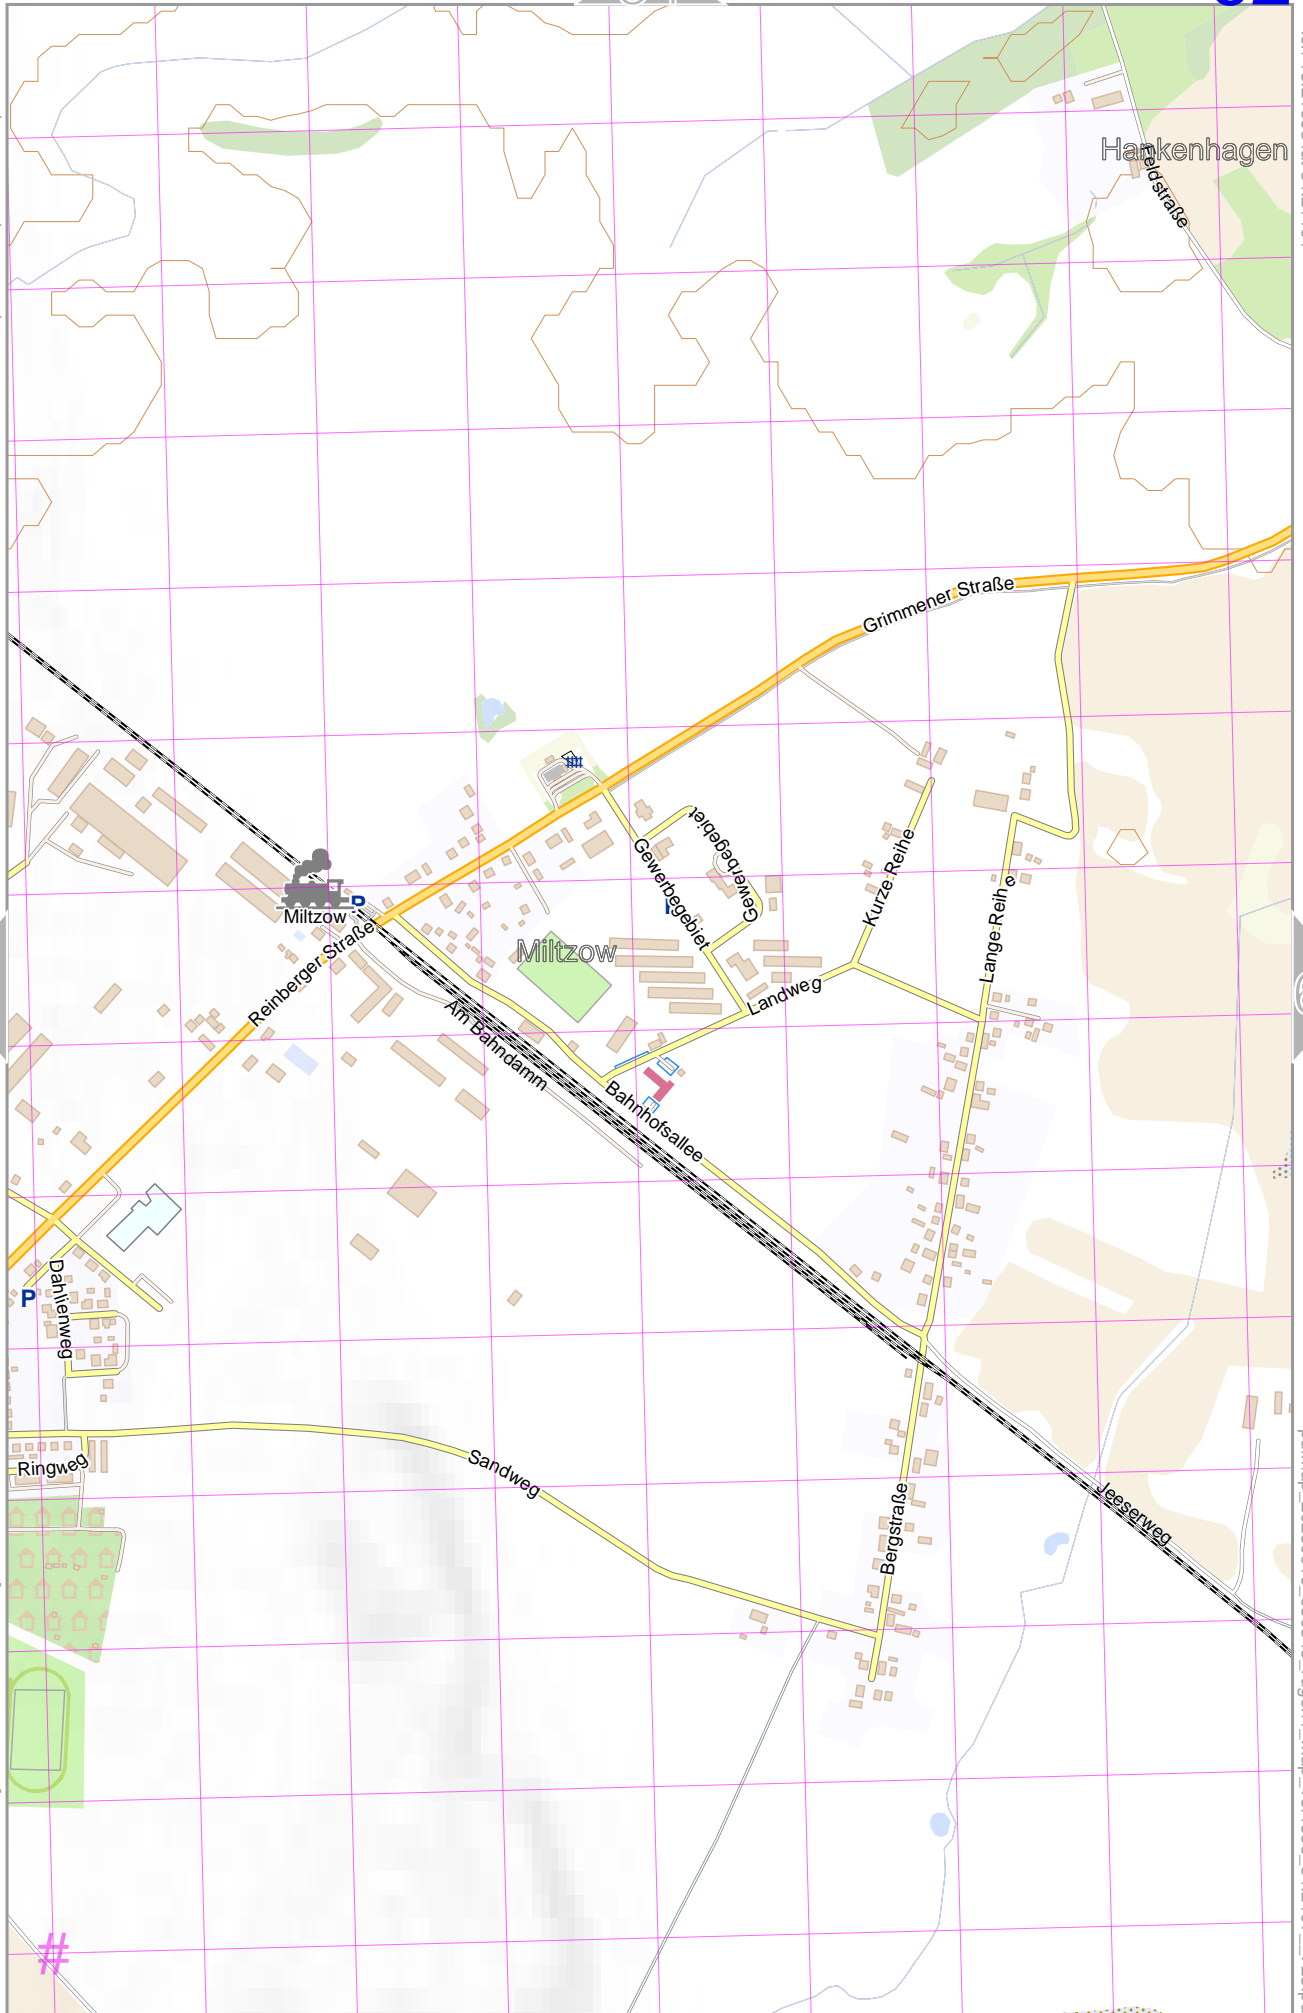 Hankenhagen
Feldstraße
Grimmener Straße
Gewerbegebiet
Gewerbegebiet
Kurze-Reihe
Lange-Reihe
P
Miltzow
Reinberger Straße
Miltzow
Landweg
Am Bahndamm
Bahnhofsallee
Dahlienweg
P
Ringweg
Sandweg
Bergstraße
Jeeserweg
#